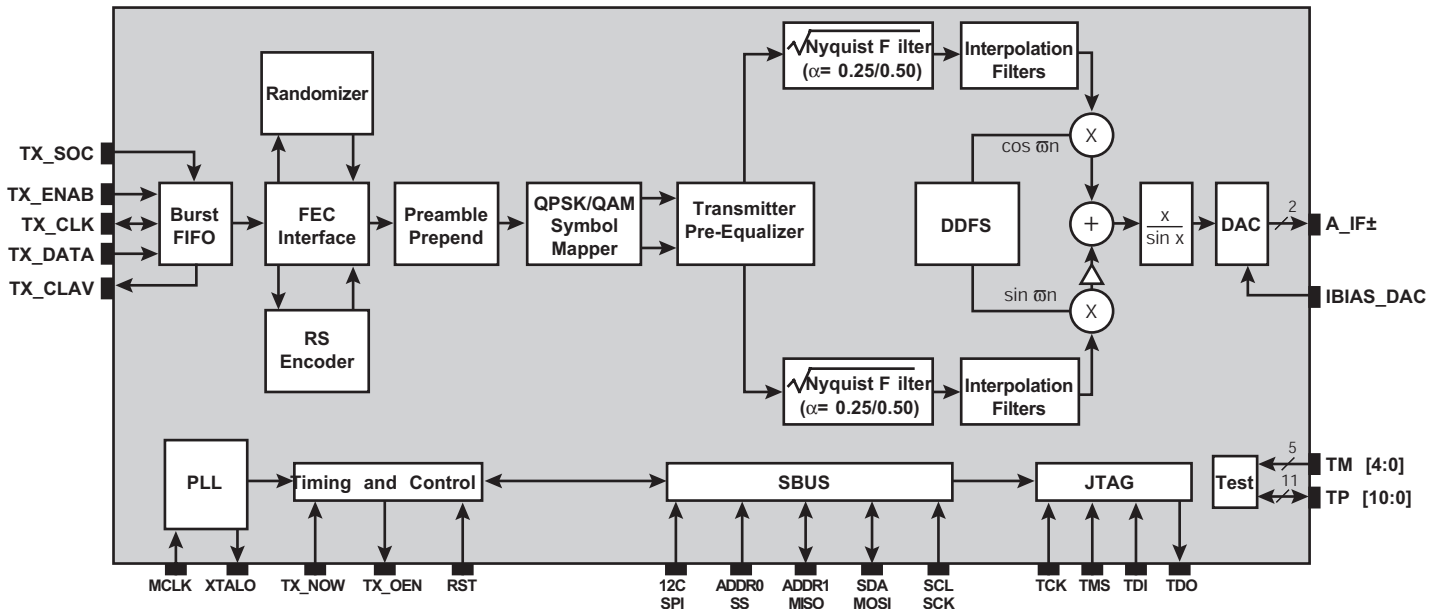 Nyquist F ilter
(α= 0.25/0.50)
Interpolation
Filters
Randomizer
X
cos ϖn
TX_SOC
TX_ENAB
TX_CLK
TX_DATA
TX_CLAV
Burst
FIFO
FEC
Interface
Preamble
Prepend
QPSK/QAM
Symbol
Mapper
Transmitter
Pre-Equalizer
DDFS
+
x
sin x
DAC
2
A_IF±
IBIAS_DAC
sin ϖn
X
RS
Encoder
Nyquist F ilter
(α= 0.25/0.50)
Interpolation
Filters
PLL
Timing and Control
SBUS
JTAG
Test
5
TM [4:0]
11
TP [10:0]
MCLK
XTALO
TX_NOW
TX_OEN
RST
12C
SPI
ADDR0
SS
ADDR1
MISO
SDA
MOSI
SCL
SCK
TCK
TMS
TDI
TDO